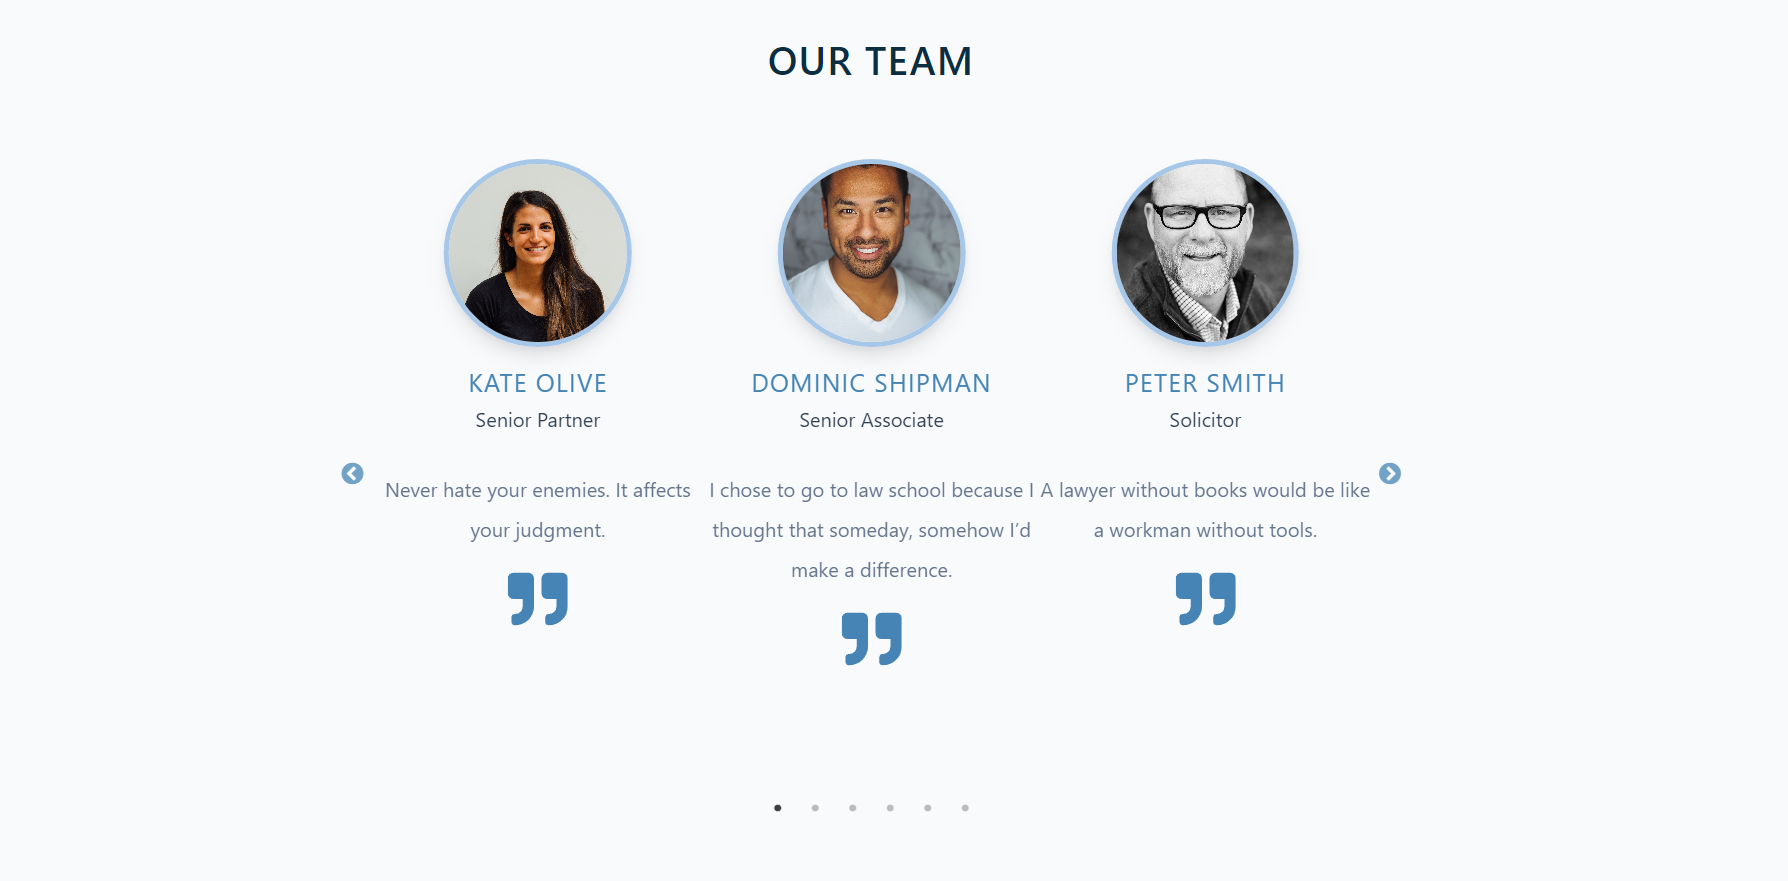 OUR TEAM
KATE OLIVE
Senior Partner
Never hate your enemies. It affects
your judgment.
DOMINIC SHIPMAN
Senior Associate
I chose to go to law school because I
thought that someday, somehow I’d
make a difference.
PETER SMITH
Solicitor
A lawyer without books would be like
a workman without tools.